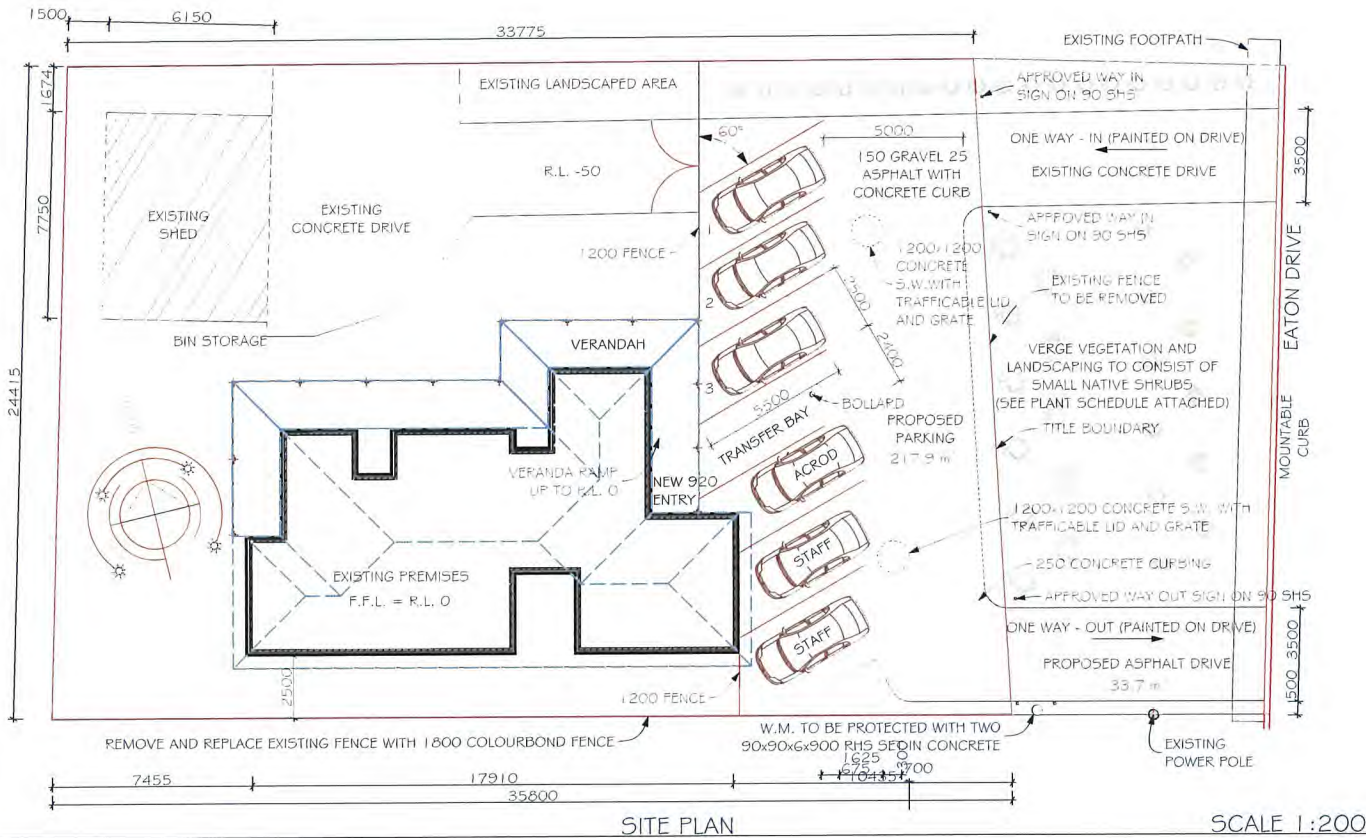 1500
6150
33775
EXISTING FOOTPATH
1674
EXISTING LANDSCAPED AREA
APPROVED WAY IN
SIGN ON 90 SHS
60°
5000
ONE WAY - IN (PAINTED ON DRIVE)
3500
150 GRAVEL 25
ASPHALT WITH
CONCRETE CURB
R.L. -50
EXISTING CONCRETE DRIVE
7750
EXISTING
SHED
EXISTING
CONCRETE DRIVE
APPROVED WAY IN
SIGN ON 90 SHS
1
1200 FENCE
1200x1200
CONCRETE
S.W. WITH
TRAFFICABLE LID
AND GRATE
EXISTING FENCE
TO BE REMOVED
EATON DRIVE
2
2400
BIN STORAGE
VERANDAH
VERGE VEGETATION AND
LANDSCAPING TO CONSIST OF
SMALL NATIVE SHRUBS
(SEE PLANT SCHEDULE ATTACHED)
24415
3
5500
BOLLARD
TRANSFER BAY
PROPOSED
PARKING
217.9 m
TITLE BOUNDARY
MOUNTABLE
CURB
VERANDA RAMP
UP TO R.L. 0
NEW 920
ENTRY
ACROD
1200x1200 CONCRETE S.W. WITH
TRAFFICABLE LID AND GRATE
STAFF
EXISTING PREMISES
F.F.L. = R.L. 0
250 CONCRETE CURBING
APPROVED WAY OUT SIGN ON 90 SHS
STAFF
ONE WAY - OUT (PAINTED ON DRIVE)
3500
PROPOSED ASPHALT DRIVE
33.7 m
1200 FENCE
2500
1500
REMOVE AND REPLACE EXISTING FENCE WITH 1800 COLOURBOND FENCE
W.M. TO BE PROTECTED WITH TWO
90x90x6x900 RHS SET IN CONCRETE
EXISTING
POWER POLE
1625
300
675
700
7455
17910
10435
35800
SITE PLAN
SCALE 1:200